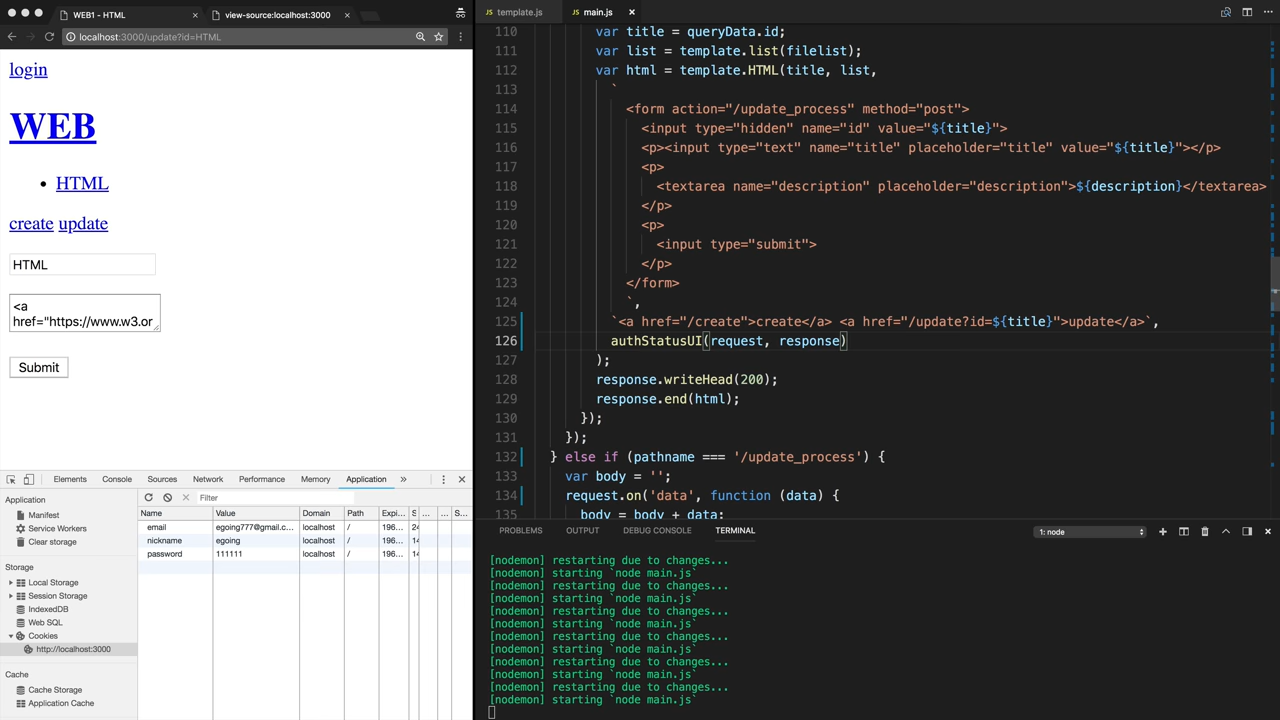 WEB1 - HTML
view-source:localhost:3000
localhost:3000/update?id=HTML
login
WEB
HTML
create update
HTML
<a
href="https://www.w3.or
Submit
Elements Console Sources Network Performance Memory Application »
Application
Manifest
Service Workers
Clear storage
Storage
Local Storage
Session Storage
IndexedDB
Web SQL
Cookies
http://localhost:3000
Cache
Cache Storage
Application Cache
Filter
Name Value Domain Path Expi... S ... ... S...
email egoing777@gmail.c... localhost / 196... 24
nickname egoing localhost / 196... 14
password 111111 localhost / 196... 14
template.js main.js
110 var title = queryData.id;
111 var list = template.list(filelist);
112 var html = template.HTML(title, list,
113 `
114 <form action="/update_process" method="post">
115 <input type="hidden" name="id" value="${title}">
116 <p><input type="text" name="title" placeholder="title" value="${title}"></p>
117 <p>
118 <textarea name="description" placeholder="description">${description}</textarea>
119 </p>
120 <p>
121 <input type="submit">
122 </p>
123 </form>
124 `,
125 `<a href="/create">create</a> <a href="/update?id=${title}">update</a>`,
126 authStatusUI(request, response)
127 );
128 response.writeHead(200);
129 response.end(html);
130 });
131 });
132 } else if (pathname === '/update_process') {
133 var body = '';
134 request.on('data', function (data) {
135 body = body + data;
PROBLEMS OUTPUT DEBUG CONSOLE TERMINAL
1: node
[nodemon] restarting due to changes...
[nodemon] starting `node main.js`
[nodemon] restarting due to changes...
[nodemon] starting `node main.js`
[nodemon] restarting due to changes...
[nodemon] starting `node main.js`
[nodemon] restarting due to changes...
[nodemon] starting `node main.js`
[nodemon] restarting due to changes...
[nodemon] starting `node main.js`
[nodemon] restarting due to changes...
[nodemon] starting `node main.js`